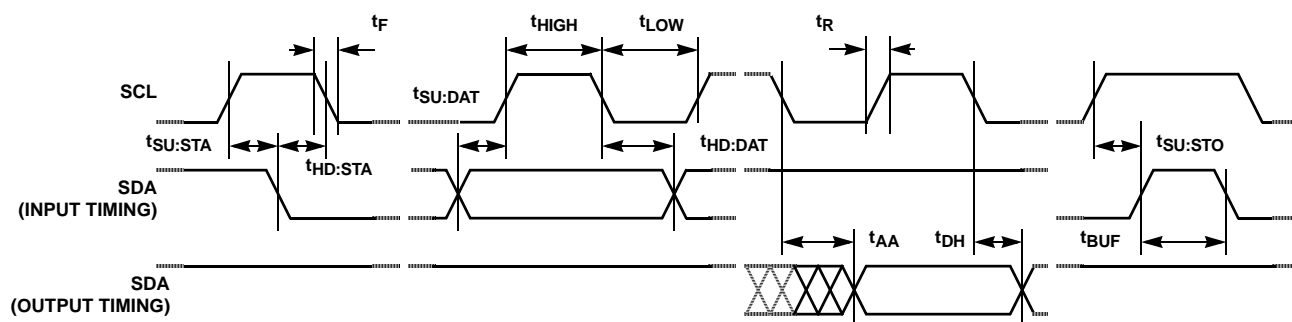 tF
tHIGH
tLOW
tR
SCL
tSU:DAT
tSU:STA
tHD:STA
tHD:DAT
tSU:STO
SDA
(INPUT TIMING)
tAA
tDH
tBUF
SDA
(OUTPUT TIMING)